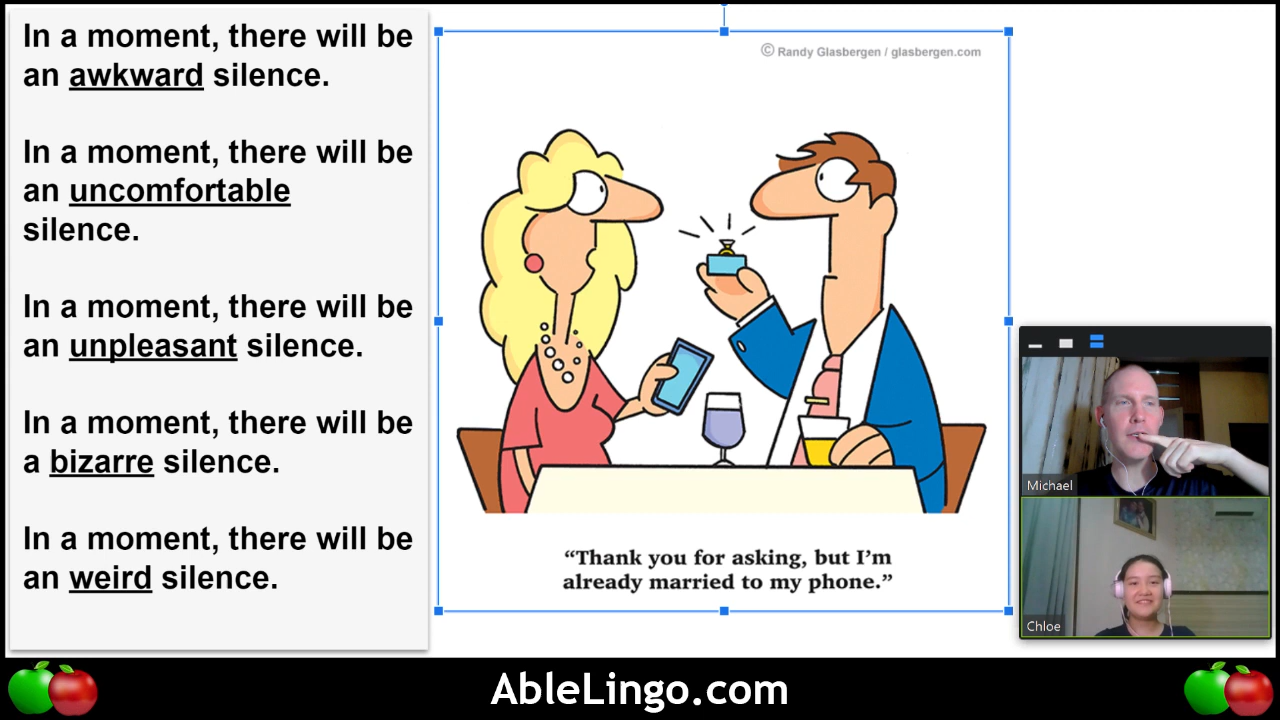 In a moment, there will be
an awkward silence.
In a moment, there will be
an uncomfortable
silence.
In a moment, there will be
an unpleasant silence.
In a moment, there will be
a bizarre silence.
In a moment, there will be
an weird silence.
© Randy Glasbergen / glasbergen.com
“Thank you for asking, but I’m
already married to my phone.”
Michael
Chloe
AbleLingo.com